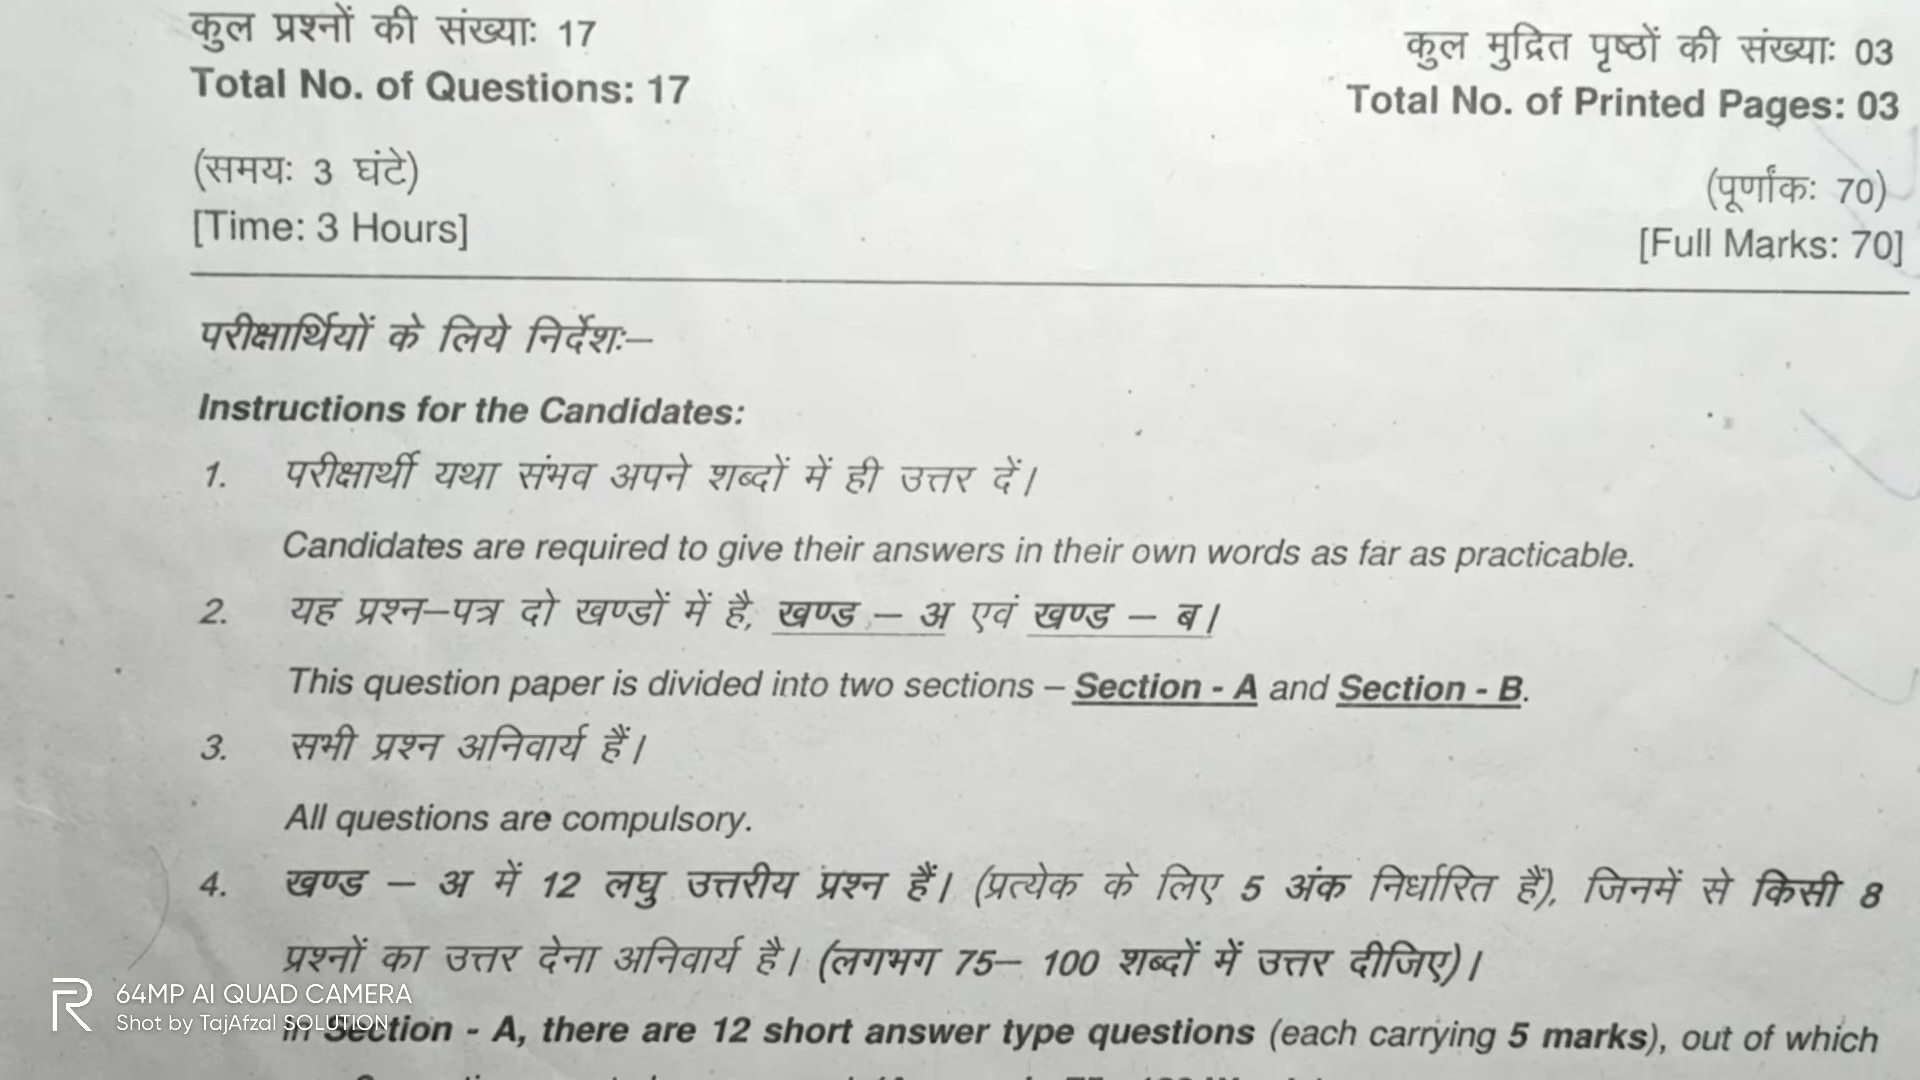 कुल प्रश्नों की संख्याः 17
Total No. of Questions: 17
कुल मुद्रित पृष्ठों की संख्याः 03
Total No. of Printed Pages: 03
(समयः 3 घंटे)
[Time: 3 Hours]
(पूर्णांकः 70)
[Full Marks: 70]
परीक्षार्थियों के लिये निर्देशः–
Instructions for the Candidates:
1. परीक्षार्थी यथा संभव अपने शब्दों में ही उत्तर दें।
Candidates are required to give their answers in their own words as far as practicable.
2. यह प्रश्न–पत्र दो खण्डों में है, खण्ड – अ एवं खण्ड – ब।
This question paper is divided into two sections – Section - A and Section - B.
3. सभी प्रश्न अनिवार्य हैं।
All questions are compulsory.
4. खण्ड – अ में 12 लघु उत्तरीय प्रश्न हैं। (प्रत्येक के लिए 5 अंक निर्धारित हैं), जिनमें से किसी 8
प्रश्नों का उत्तर देना अनिवार्य है। (लगभग 75– 100 शब्दों में उत्तर दीजिए)।
In Section - A, there are 12 short answer type questions (each carrying 5 marks), out of which
64MP AI QUAD CAMERA
Shot by TajAfzal SOLUTION